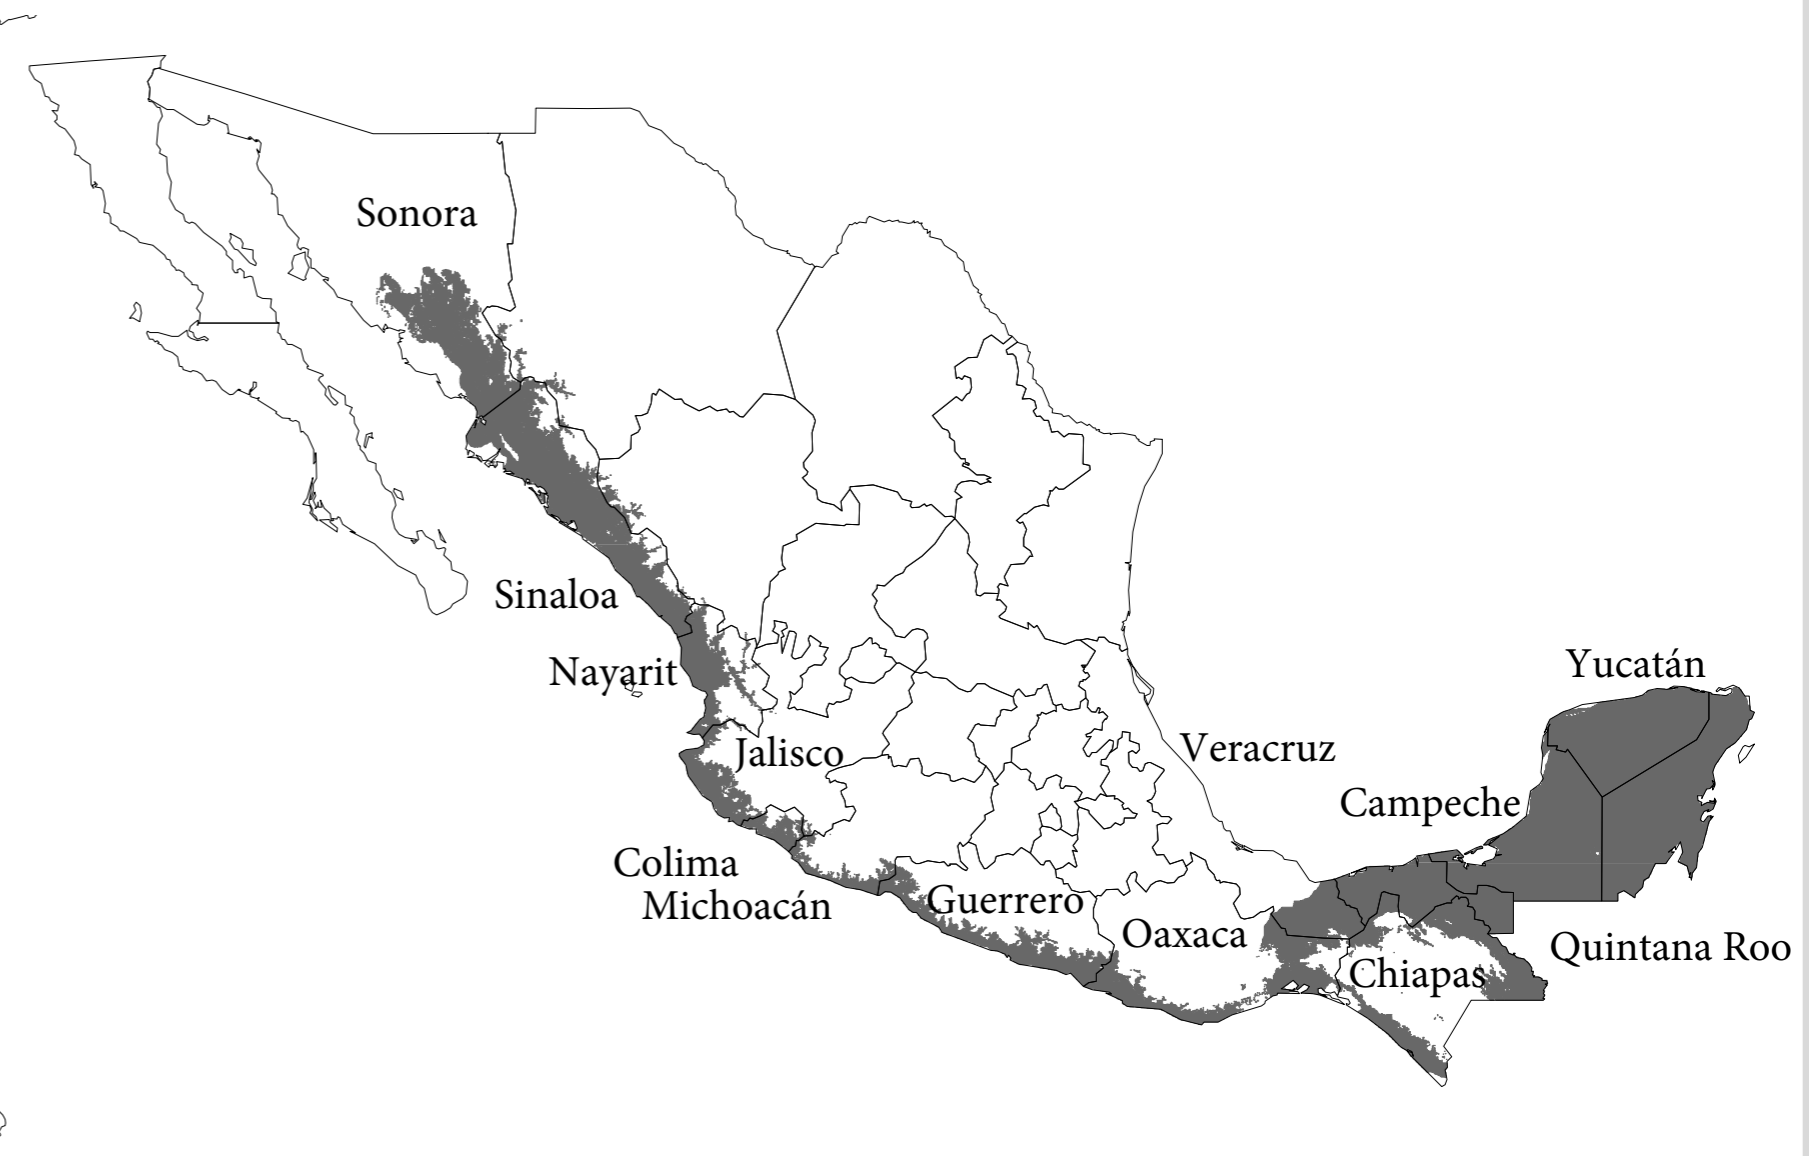 Sonora
Sinaloa
Nayarit
Yucatán
Jalisco
Veracruz
Campeche
Colima
Michoacán
Guerrero
Oaxaca
Quintana Roo
Chiapas